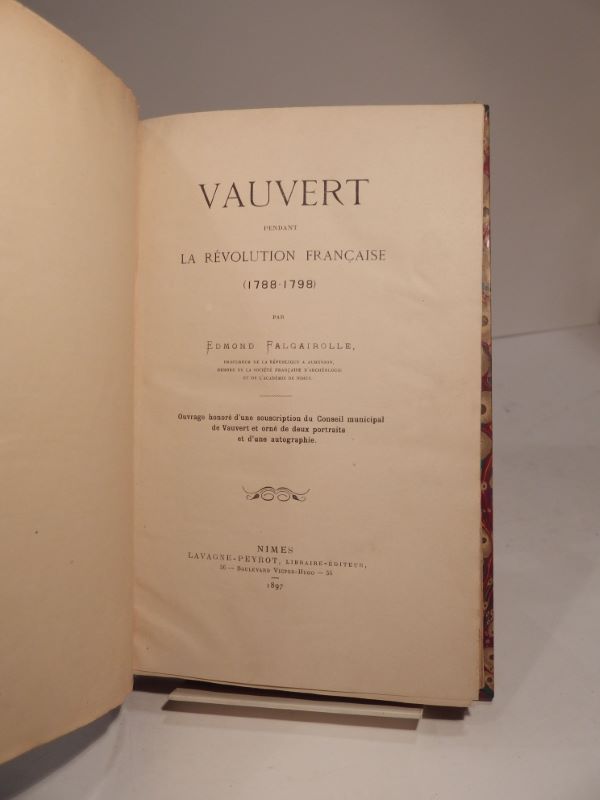 VAUVERT
PENDANT
LA RÉVOLUTION FRANÇAISE
(1788-1798)
PAR
EDMOND FALGAIROLLE,
PROCUREUR DE LA RÉPUBLIQUE A
MEMBRE DE LA SOCIÉTÉ FRANÇAISE D'ARCHÉOLOGIE
ET DE L'ACADÉMIE DE NIMES.
Ouvrage honoré d'une souscription du Conseil municipal
de Vauvert et orné de deux portraits
et d'une autographie.
NIMES
LAVAGNE-PEYROT, LIBRAIRE-ÉDITEUR,
BOULEVARD VICTOR-HUGO
1897